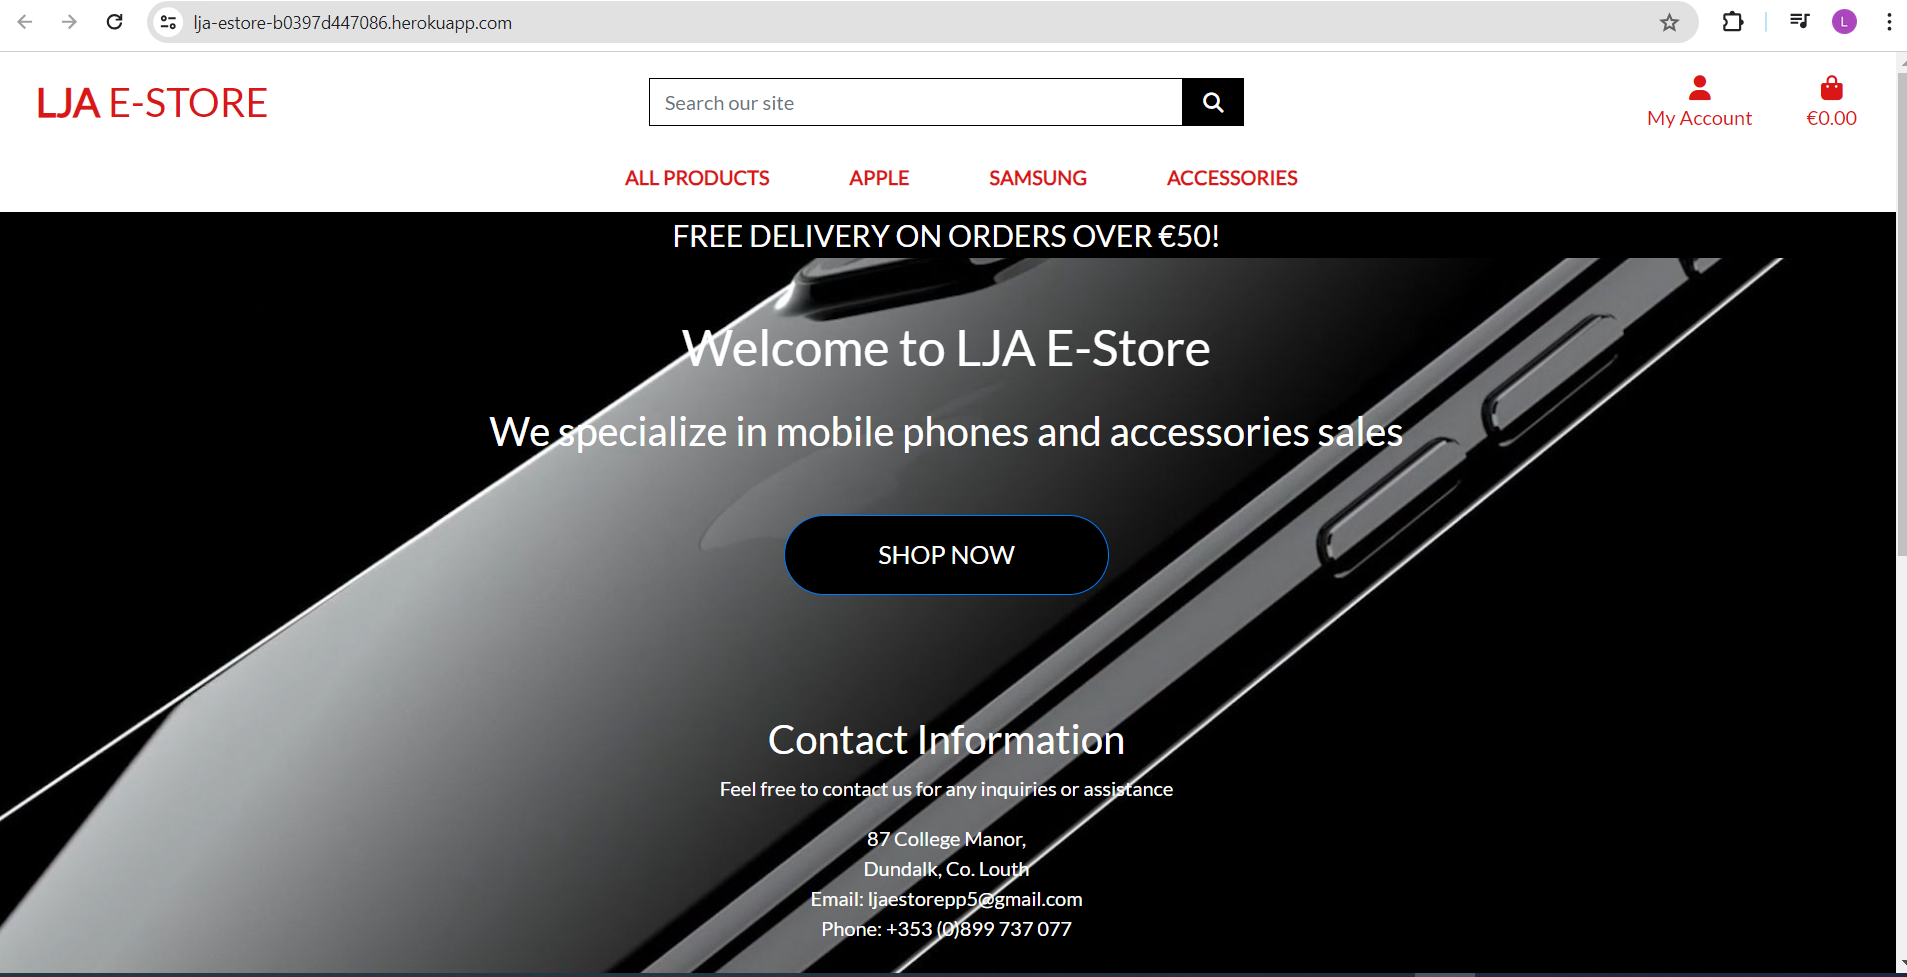 lja-estore-b0397d447086.herokuapp.com
L
LJA E-STORE
Search our site
My Account
€0.00
ALL PRODUCTS
APPLE
SAMSUNG
ACCESSORIES
FREE DELIVERY ON ORDERS OVER €50!
Welcome to LJA E-Store
We specialize in mobile phones and accessories sales
SHOP NOW
Contact Information
Feel free to contact us for any inquiries or assistance
87 College Manor,
Dundalk, Co. Louth
Email: ljaestorepp5@gmail.com
Phone: +353 (0)899 737 077